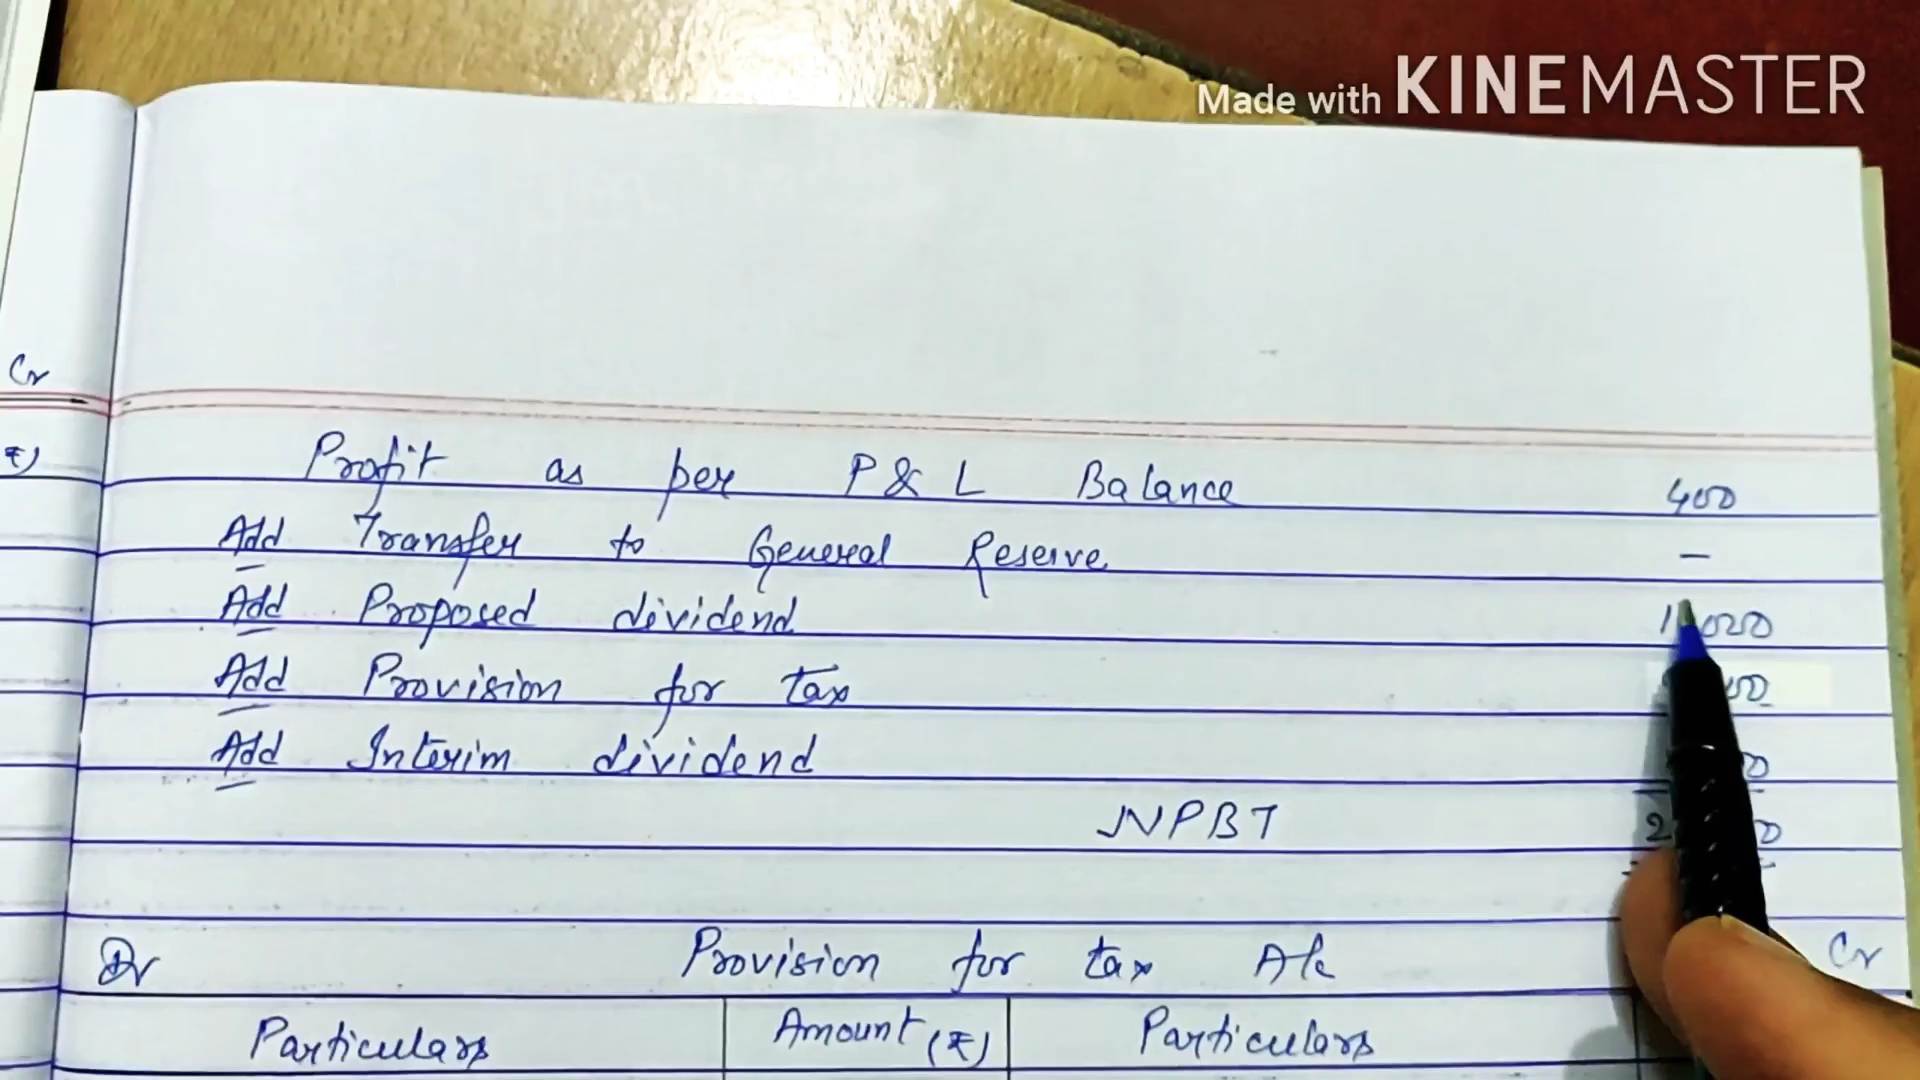 Made with KINEMASTER
Cr
₹)
Profit as per P & L Balance 400
Add Transfer to General Reserve —
Add Proposed dividend
Add Provision for tax
Add Interim dividend
NPBT
Dr Provision for tax A/c Cr
Particulars Amount (₹) Particulars